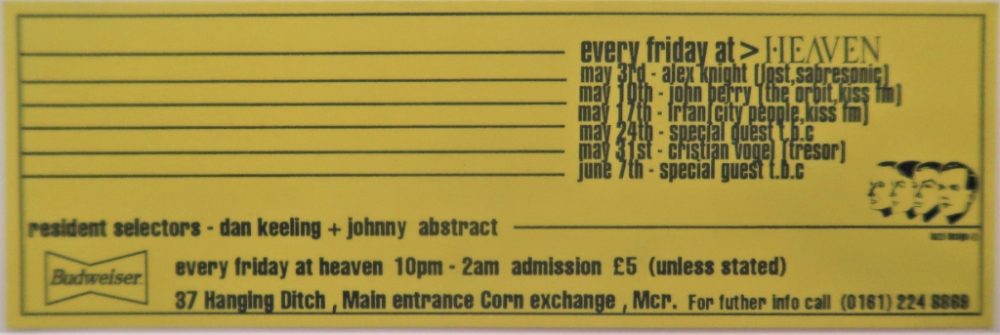 every friday at > HEAVEN
may 3rd - alex knight (lost,sabresonic)
may 10th - john berry (the orbit,kiss fm)
may 17th - irfan(city people,kiss fm)
may 24th - special guest t.b.c
may 31st - cristian vogel (tresor)
june 7th - special guest t.b.c
resident selectors - dan keeling + johnny abstract
Budweiser
every friday at heaven 10pm - 2am admission £5 (unless stated)
37 Hanging Ditch , Main entrance Corn exchange , Mcr. For futher info call (0161) 224